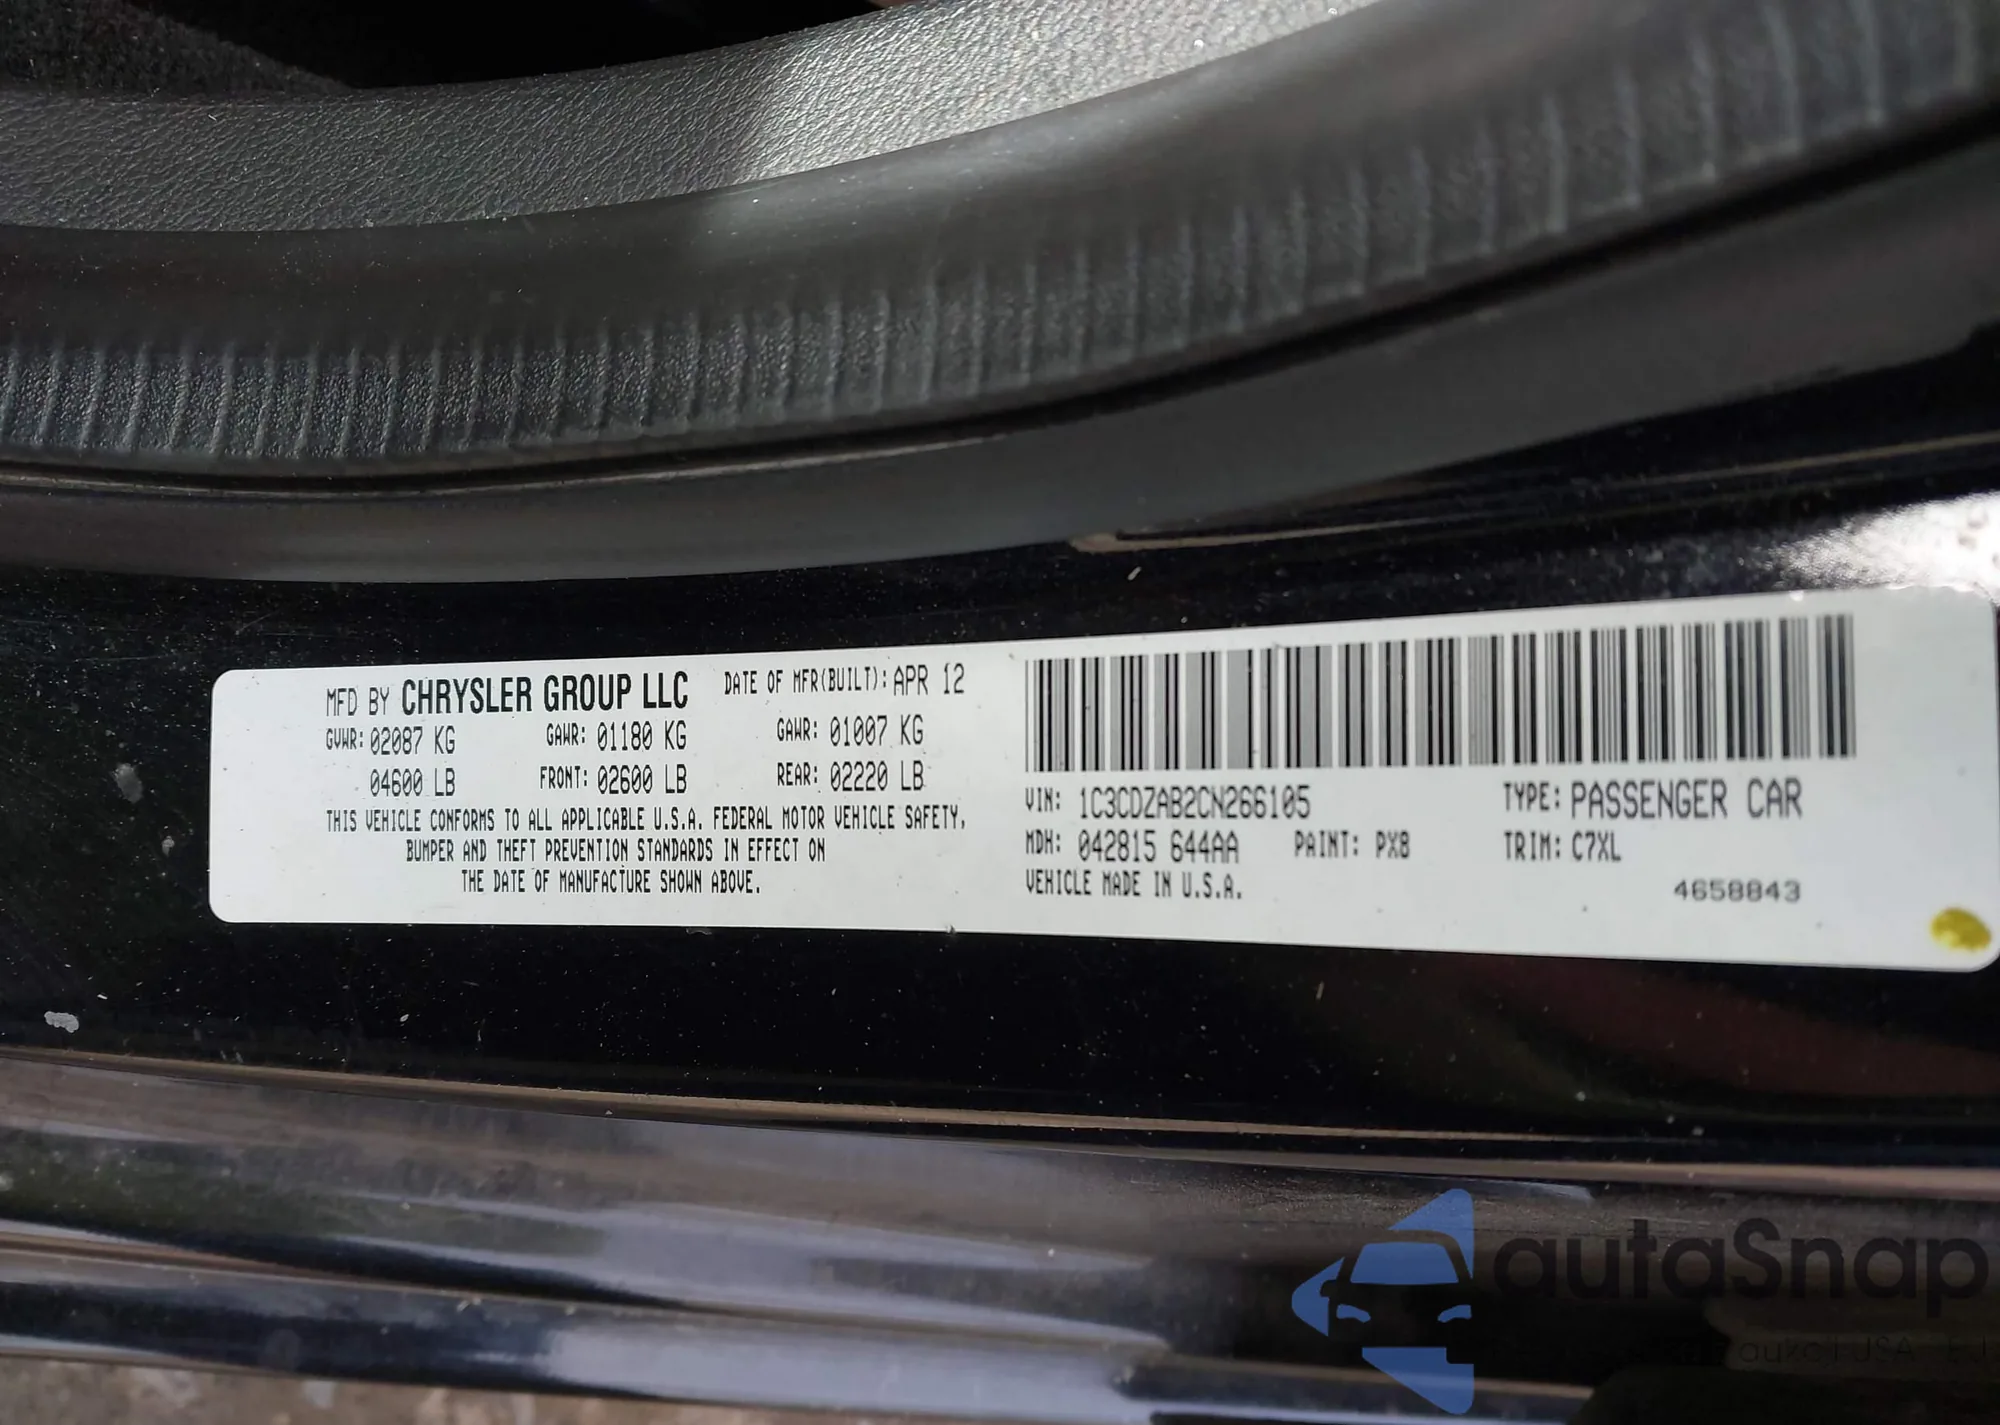 MFD BY CHRYSLER GROUP LLC DATE OF MFR(BUILT): APR 12
GVWR: 02087 KG GAWR: 01180 KG GAWR: 01007 KG
04600 LB FRONT: 02600 LB REAR: 02220 LB
THIS VEHICLE CONFORMS TO ALL APPLICABLE U.S.A. FEDERAL MOTOR VEHICLE SAFETY,
BUMPER AND THEFT PREVENTION STANDARDS IN EFFECT ON
THE DATE OF MANUFACTURE SHOWN ABOVE.
VIN: 1C3CDZAB2CN266105 TYPE: PASSENGER CAR
MDH: 042815 644AA PAINT: PX8 TRIM: C7XL
VEHICLE MADE IN U.S.A.
4658843
autaSnap
aukcji USA